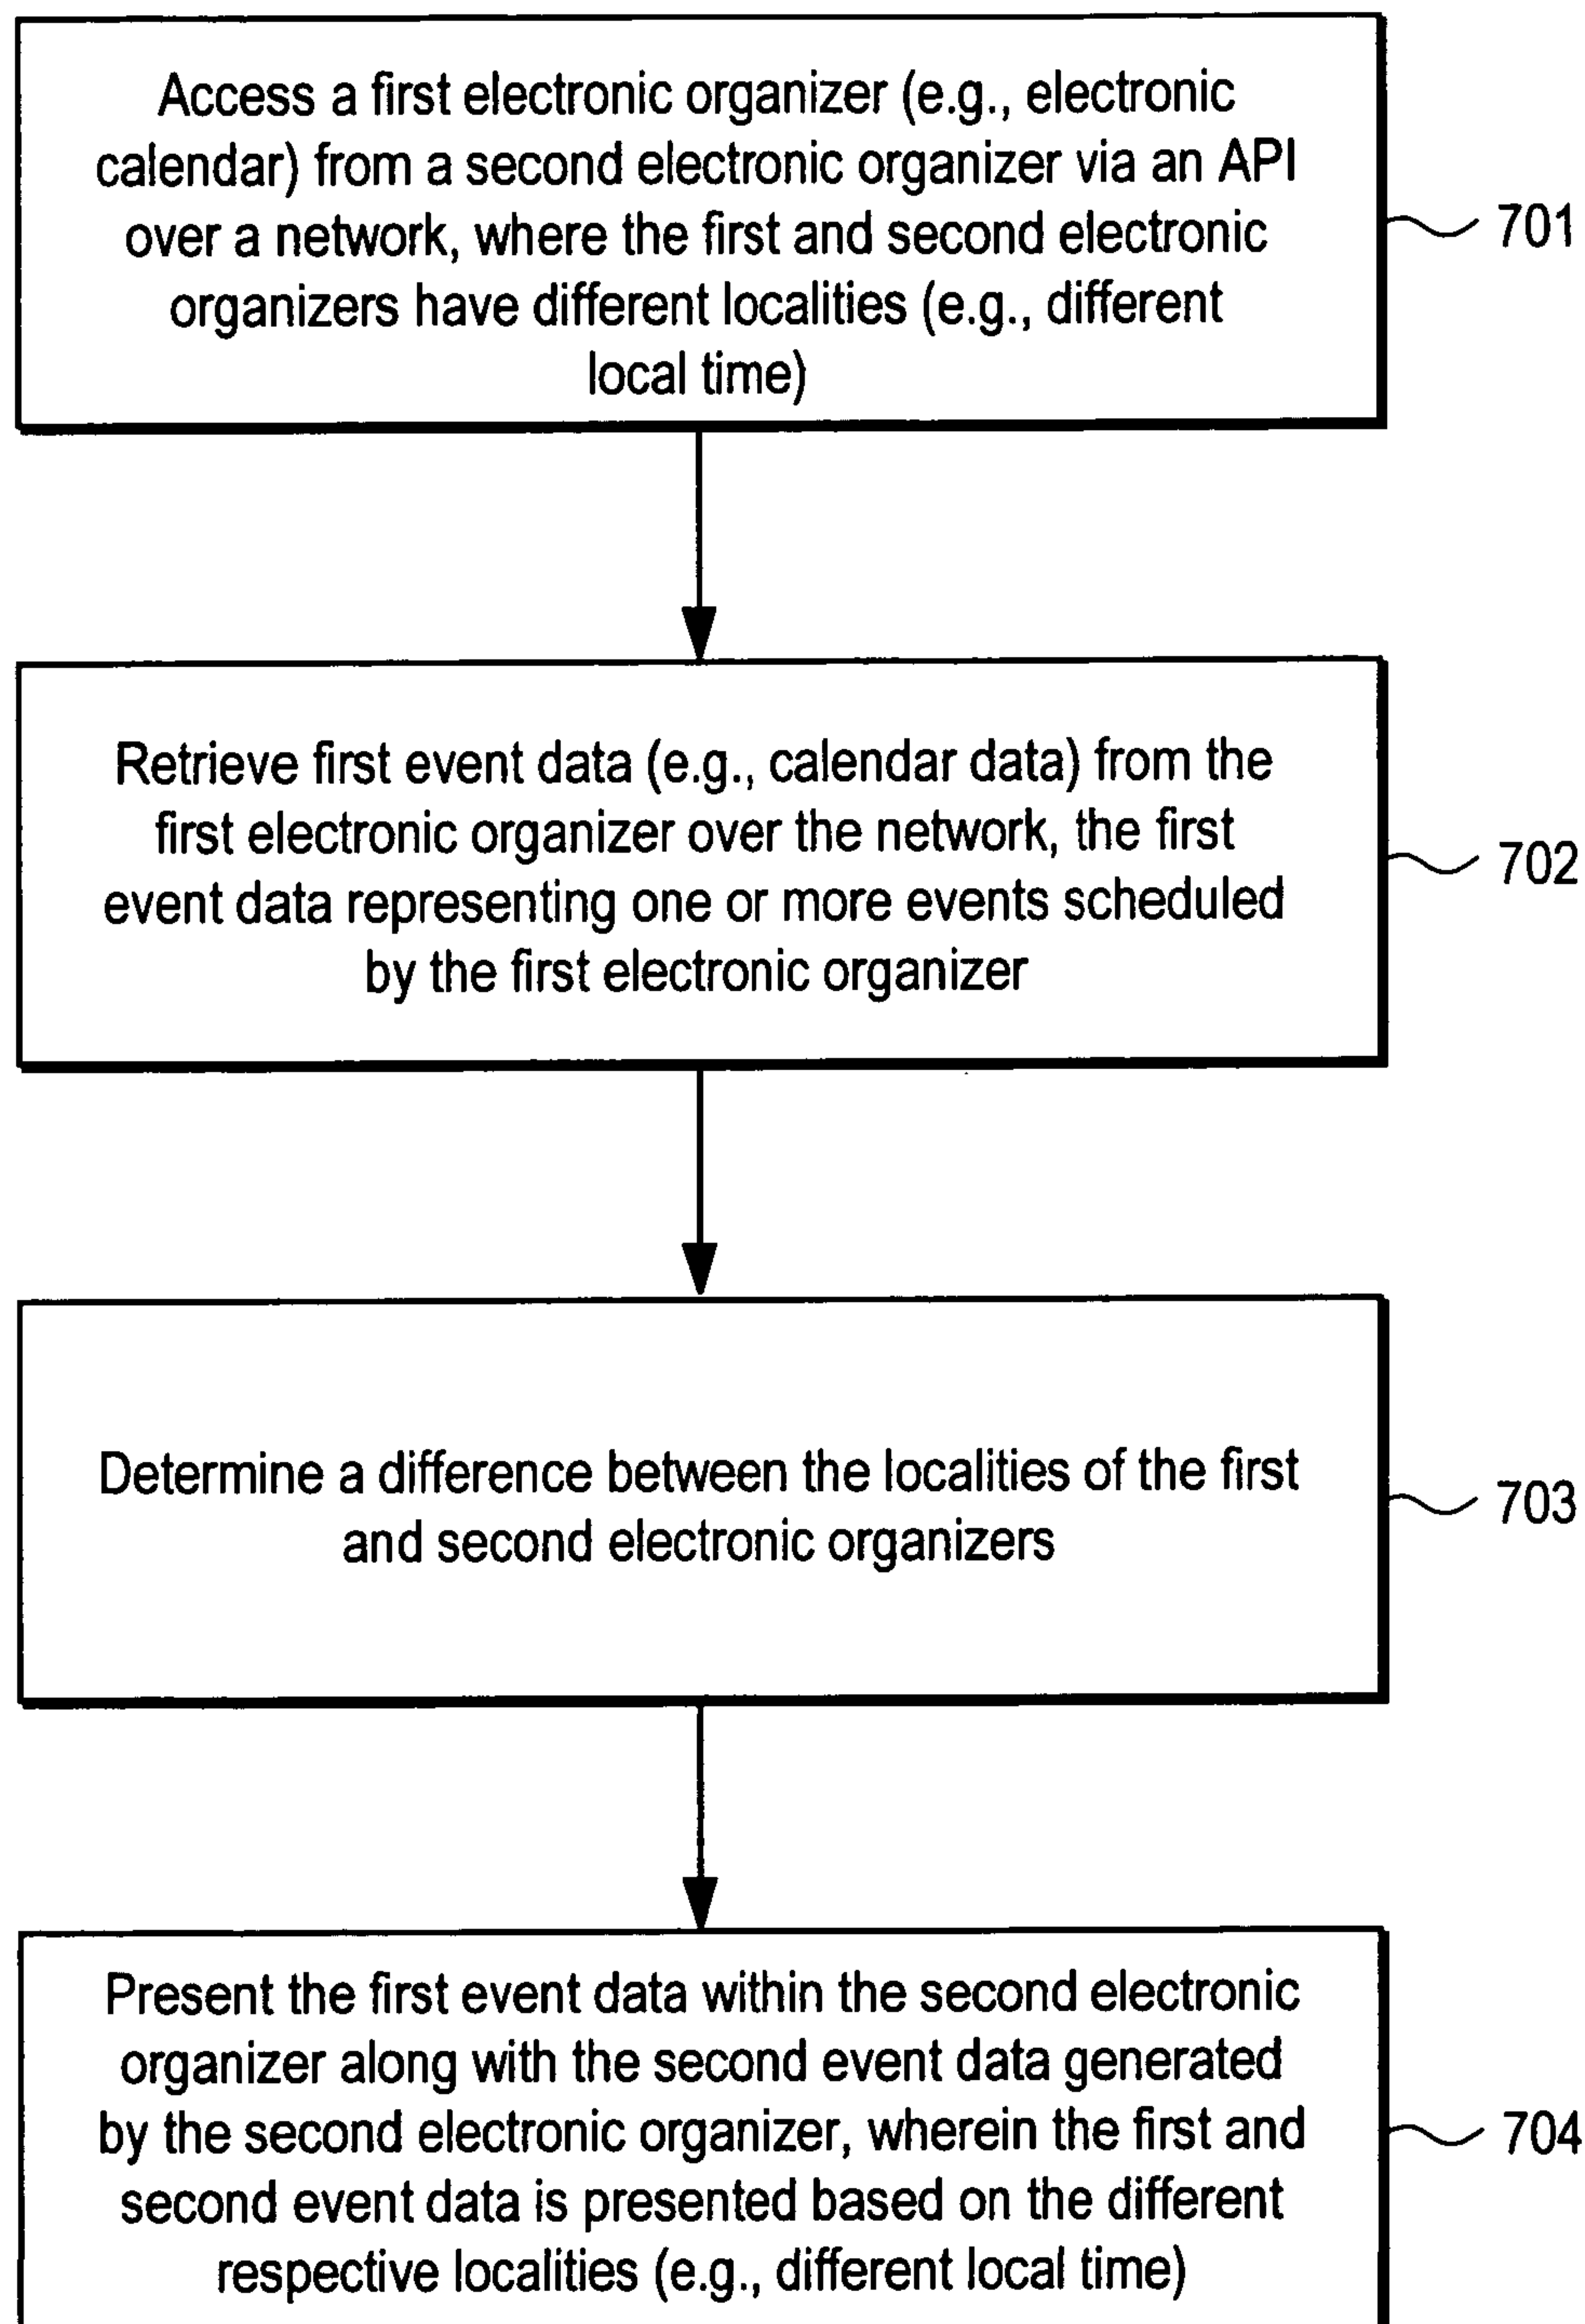 Access a first electronic organizer (e.g., electronic
calendar) from a second electronic organizer via an API
over a network, where the first and second electronic
organizers have different localities (e.g., different
local time)
701
Retrieve first event data (e.g., calendar data) from the
first electronic organizer over the network, the first
event data representing one or more events scheduled
by the first electronic organizer
702
Determine a difference between the localities of the first
and second electronic organizers
703
Present the first event data within the second electronic
organizer along with the second event data generated
by the second electronic organizer, wherein the first and
second event data is presented based on the different
respective localities (e.g., different local time)
704